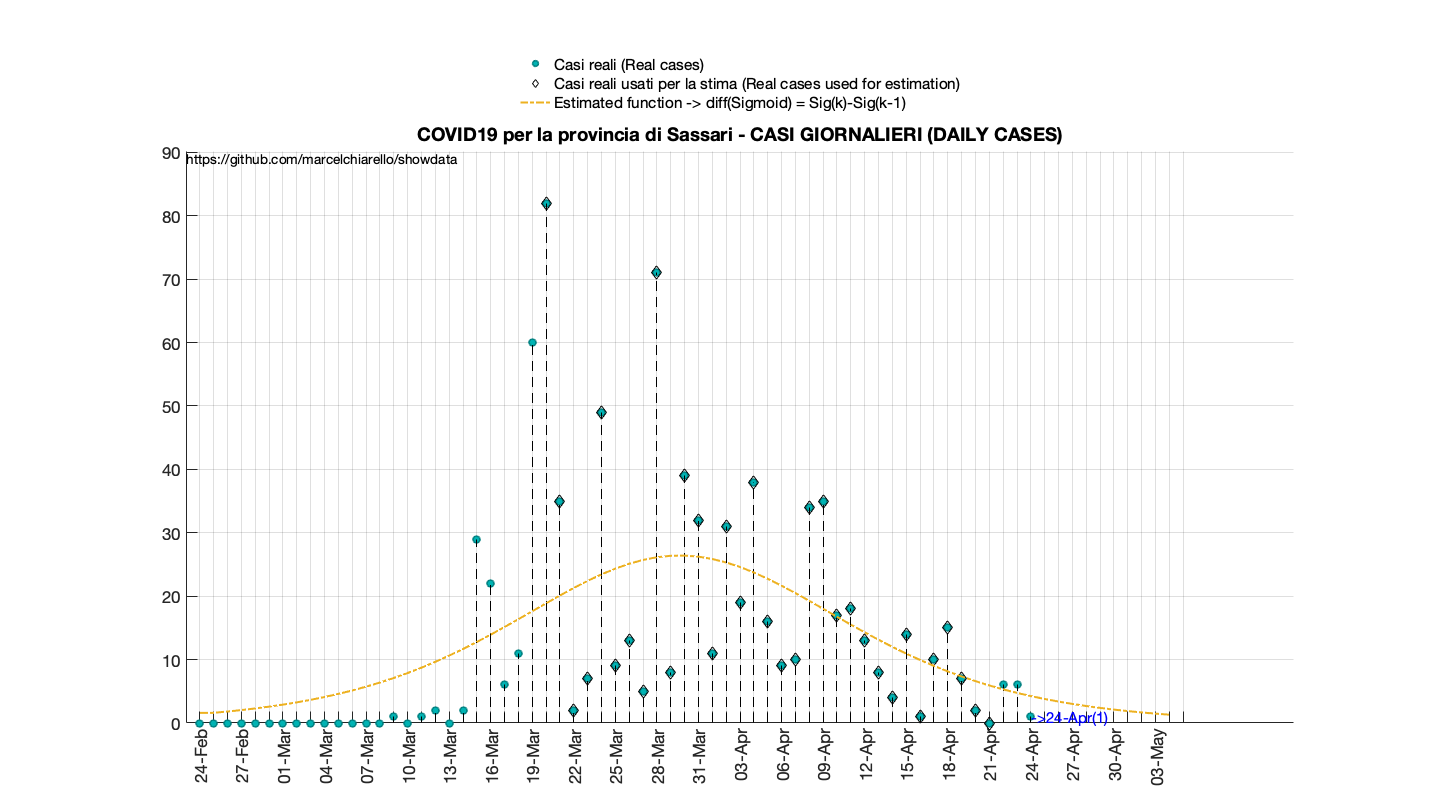 Casi reali (Real cases)
Casi reali usati per la stima (Real cases used for estimation)
Estimated function -> diff(Sigmoid) = Sig(k)-Sig(k-1)
COVID19 per la provincia di Sassari - CASI GIORNALIERI (DAILY CASES)
https://github.com/marcelchiarello/showdata
90
80
70
60
50
40
30
20
10
0
->24-Apr(1)
24-Feb
27-Feb
01-Mar
04-Mar
07-Mar
10-Mar
13-Mar
16-Mar
19-Mar
22-Mar
25-Mar
28-Mar
31-Mar
03-Apr
06-Apr
09-Apr
12-Apr
15-Apr
18-Apr
21-Apr
24-Apr
27-Apr
30-Apr
03-May